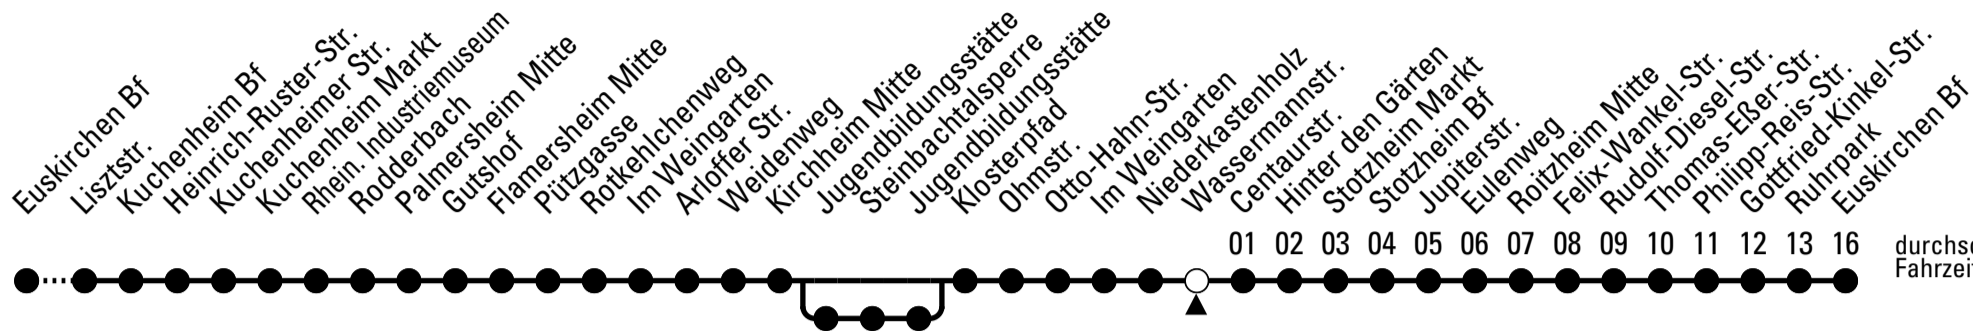 Euskirchen Bf
Lisztstr.
Kuchenheim Bf
Heinrich-Ruster-Str.
Kuchenheimer Str.
Kuchenheim Markt
Rhein. Industriemuseum
Rodderbach
Palmersheim Mitte
Gutshof
Flamersheim Mitte
Pützgasse
Rotkehlchenweg
Im Weingarten
Arloffer Str.
Weidenweg
Kirchheim Mitte
Jugendbildungsstätte
Steinbachtalsperre
Jugendbildungsstätte
Klosterpfad
Ohmstr.
Otto-Hahn-Str.
Im Weingarten
Niederkastenholz
Wassermannstr.
Centaurstr.
Hinter den Gärten
Stotzheim Markt
Stotzheim Bf
Jupiterstr.
Eulenweg
Roitzheim Mitte
Felix-Wankel-Str.
Rudolf-Diesel-Str.
Thomas-Eßer-Str.
Philipp-Reis-Str.
Gottfried-Kinkel-Str.
Ruhrpark
Euskirchen Bf
01 02 03 04 05 06 07 08 09 10 11 12 13 16